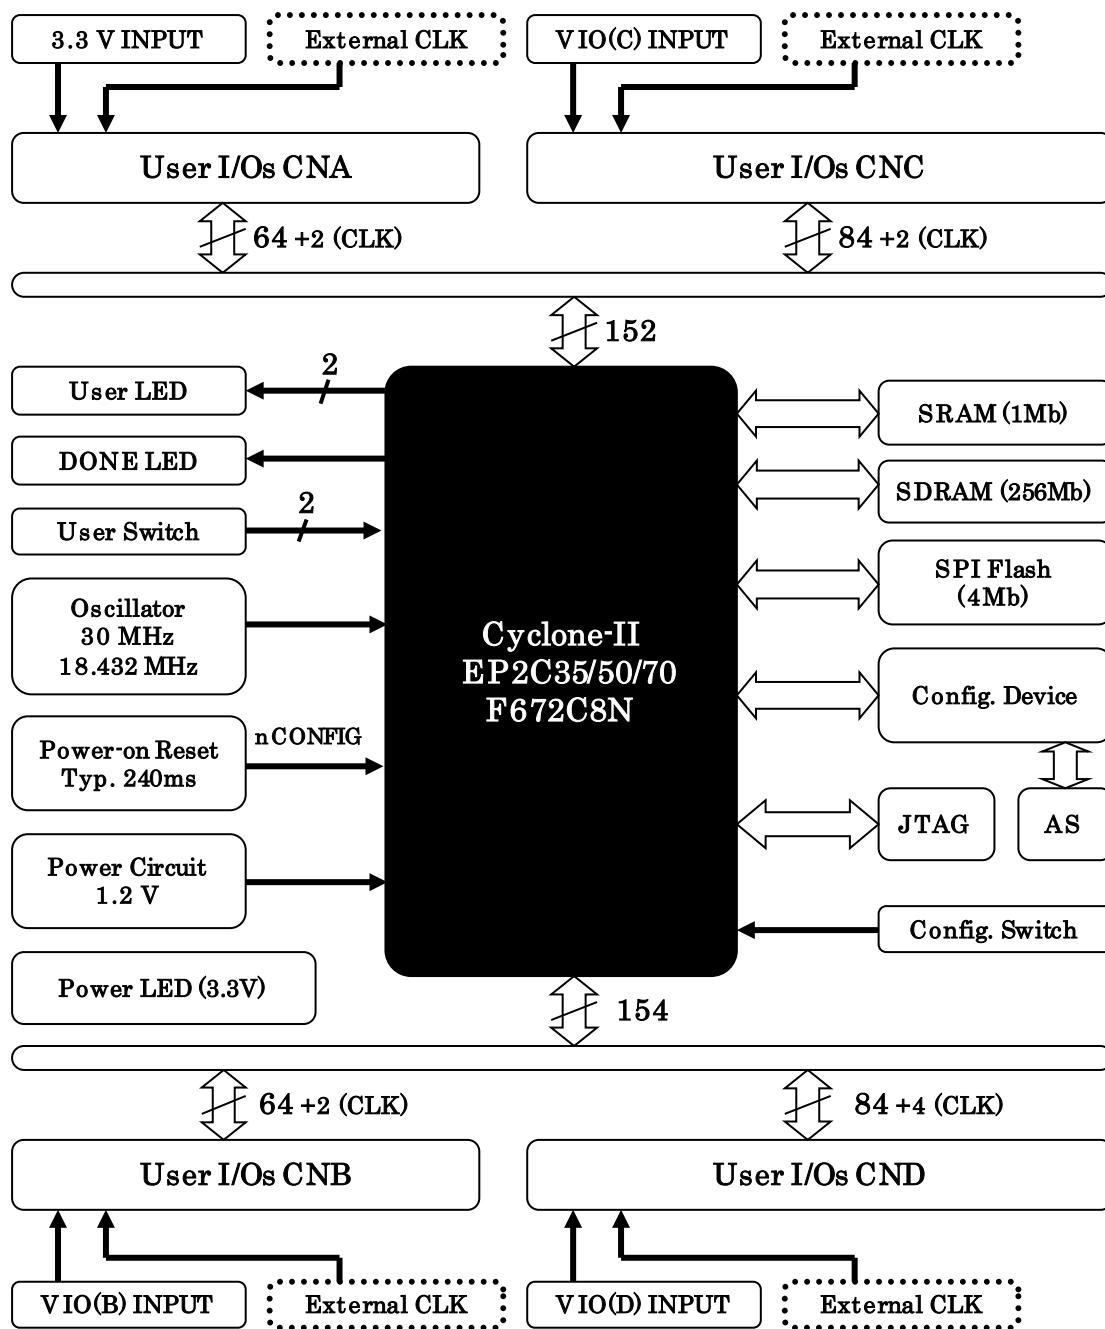 3.3 V INPUT
External CLK
VIO(C) INPUT
External CLK
User I/Os CNA
User I/Os CNC
64 +2 (CLK)
84 +2 (CLK)
152
User LED
2
DONE LED
User Switch
2
Oscillator
30 MHz
18.432 MHz
Power-on Reset
Typ. 240ms
nCONFIG
Power Circuit
1.2 V
Power LED (3.3V)
Cyclone-II
EP2C35/50/70
F672C8N
SRAM (1Mb)
SDRAM (256Mb)
SPI Flash
(4Mb)
Config. Device
JTAG
AS
Config. Switch
154
64 +2 (CLK)
84 +4 (CLK)
User I/Os CNB
User I/Os CND
VIO(B) INPUT
External CLK
VIO(D) INPUT
External CLK